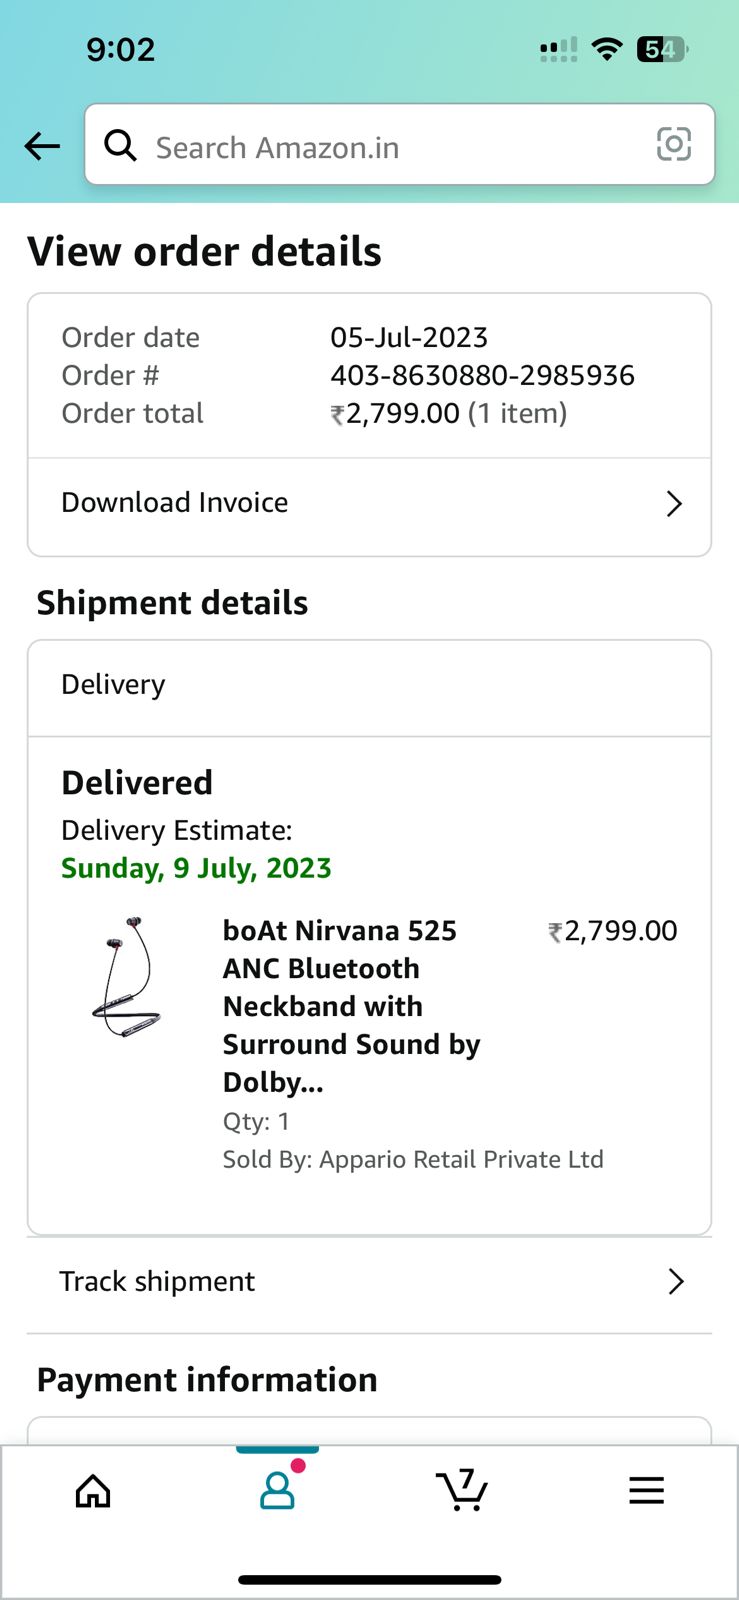 9:02
54
Search Amazon.in
View order details
Order date 05-Jul-2023
Order # 403-8630880-2985936
Order total ₹2,799.00 (1 item)
Download Invoice
Shipment details
Delivery
Delivered
Delivery Estimate:
Sunday, 9 July, 2023
boAt Nirvana 525 ₹2,799.00
ANC Bluetooth
Neckband with
Surround Sound by
Dolby...
Qty: 1
Sold By: Appario Retail Private Ltd
Track shipment
Payment information
7